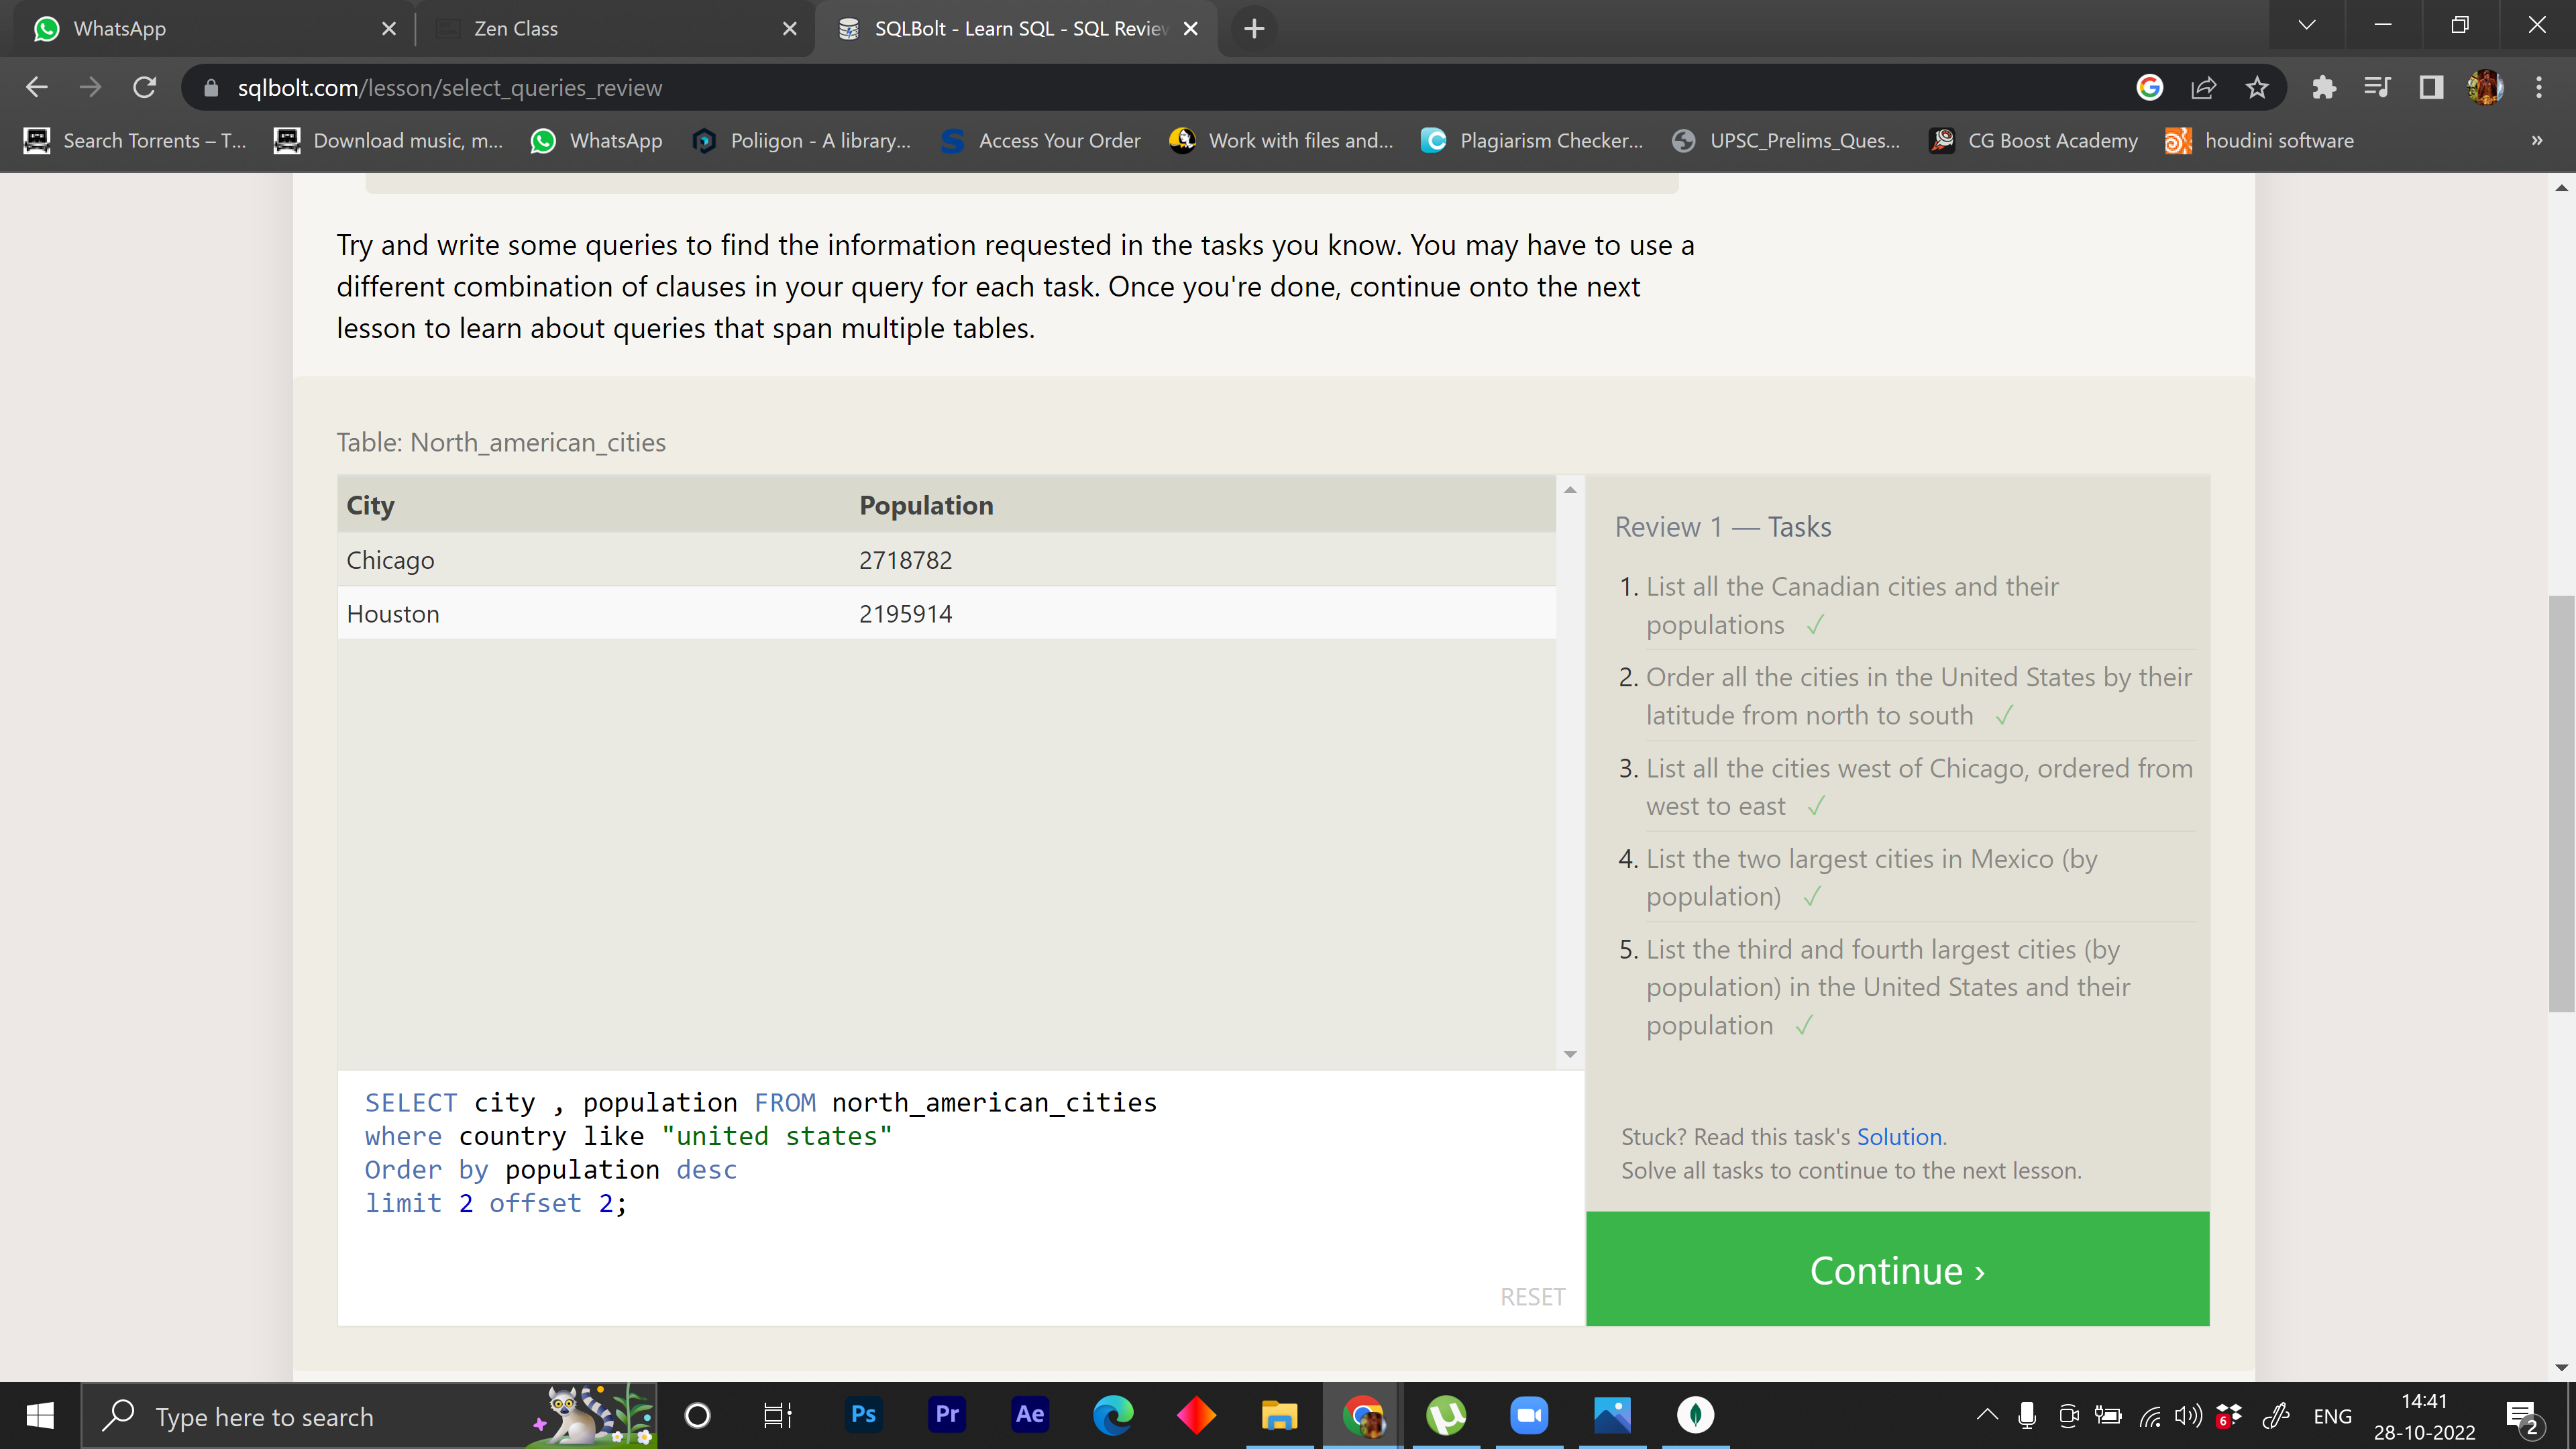 WhatsApp
Zen Class
SQLBolt - Learn SQL - SQL Review
sqlbolt.com/lesson/select_queries_review
Search Torrents – T...
Download music, m...
WhatsApp
Poliigon - A library...
Access Your Order
Work with files and...
Plagiarism Checker...
UPSC_Prelims_Ques...
CG Boost Academy
houdini software
»
Try and write some queries to find the information requested in the tasks you know. You may have to use a
different combination of clauses in your query for each task. Once you're done, continue onto the next
lesson to learn about queries that span multiple tables.
Table: North_american_cities
City Population
Chicago 2718782
Houston 2195914
SELECT city , population FROM north_american_cities
where country like "united states"
Order by population desc
limit 2 offset 2;
RESET
Review 1 — Tasks
1. List all the Canadian cities and their
populations ✓
2. Order all the cities in the United States by their
latitude from north to south ✓
3. List all the cities west of Chicago, ordered from
west to east ✓
4. List the two largest cities in Mexico (by
population) ✓
5. List the third and fourth largest cities (by
population) in the United States and their
population ✓
Stuck? Read this task's Solution.
Solve all tasks to continue to the next lesson.
Continue ›
Type here to search
Ps
Pr
Ae
6
ENG
14:41
28-10-2022
2